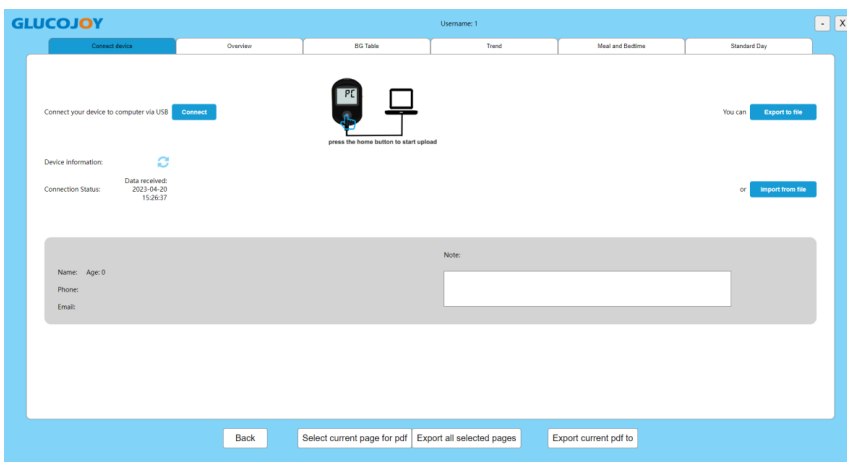 GLUCOJOY
Username: 1
-
X
Connect device
Overview
BG Table
Trend
Meal and Bedtime
Standard Day
Connect your device to computer via USB
Connect
PC
press the home button to start upload
You can
Export to file
Device information:
Connection Status:
Data received:
2023-04-20
15:26:37
or
Import from file
Name:
Age: 0
Phone:
Email:
Note:
Back
Select current page for pdf
Export all selected pages
Export current pdf to